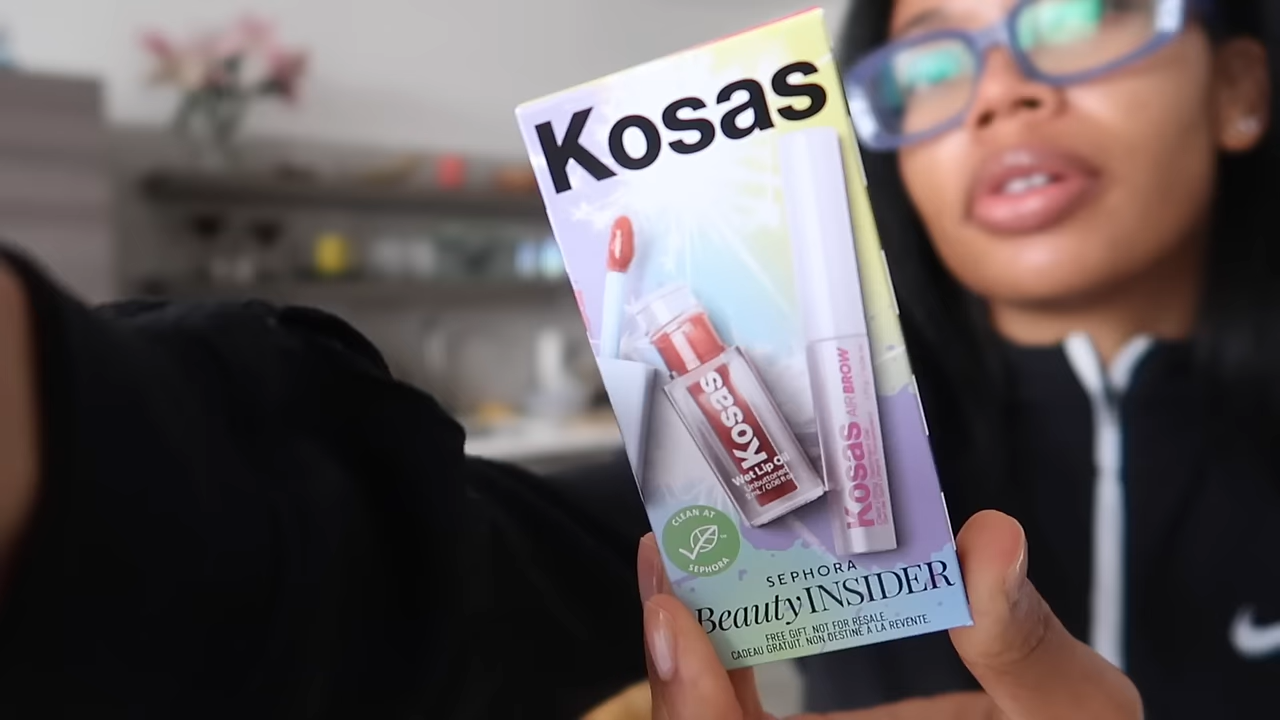 Kosas
Kosas
Wet Lip Oil
Unbuttoned
Kosas AIRBROW
CLEAN AT
SEPHORA
SEPHORA
Beauty INSIDER
FREE GIFT. NOT FOR RESALE.
CADEAU GRATUIT. NON DESTINÉ À LA REVENTE.